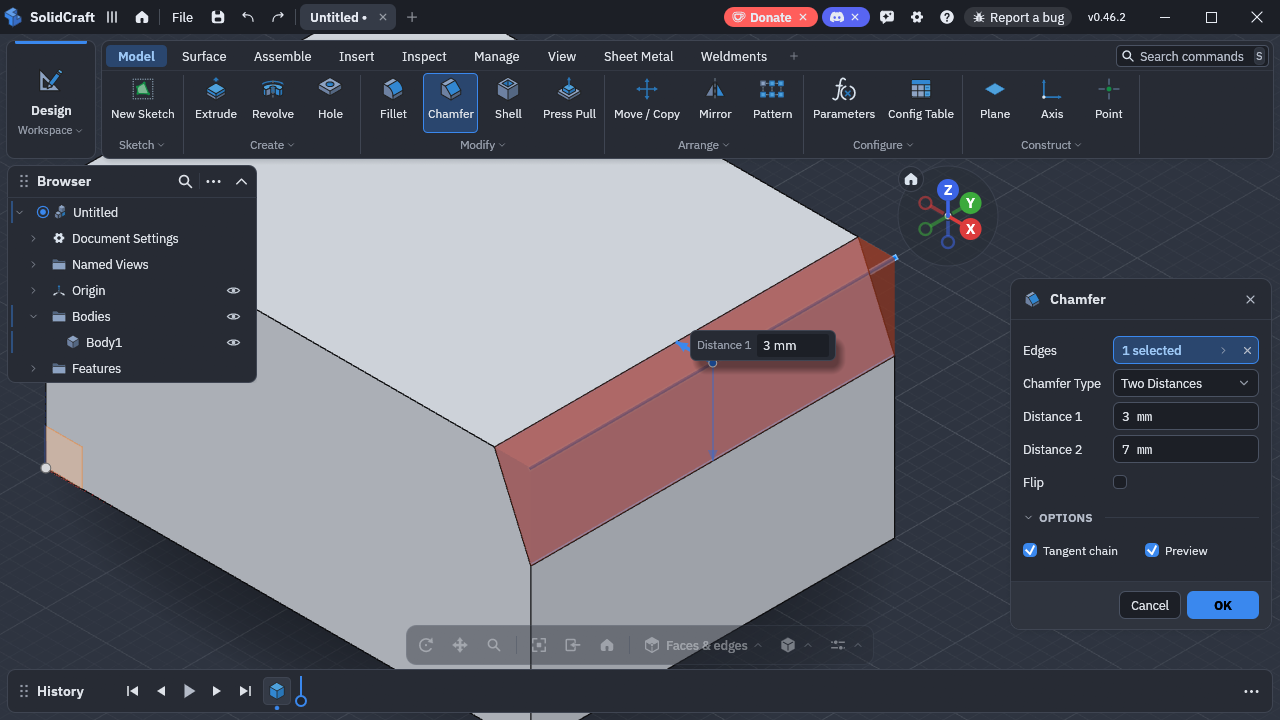 SolidCraft
File
Untitled •
Donate
Report a bug
v0.46.2
Design
Workspace
Model
Surface
Assemble
Insert
Inspect
Manage
View
Sheet Metal
Weldments
Search commands
S
New Sketch
Extrude
Revolve
Hole
Fillet
Chamfer
Shell
Press Pull
Move / Copy
Mirror
Pattern
Parameters
Config Table
Plane
Axis
Point
Sketch
Create
Modify
Arrange
Configure
Construct
Browser
Untitled
Document Settings
Named Views
Origin
Bodies
Body1
Features
Z
Y
X
Distance 1 3 mm
Chamfer
Edges 1 selected
Chamfer Type Two Distances
Distance 1 3 mm
Distance 2 7 mm
Flip
OPTIONS
Tangent chain Preview
Cancel OK
Faces & edges
History